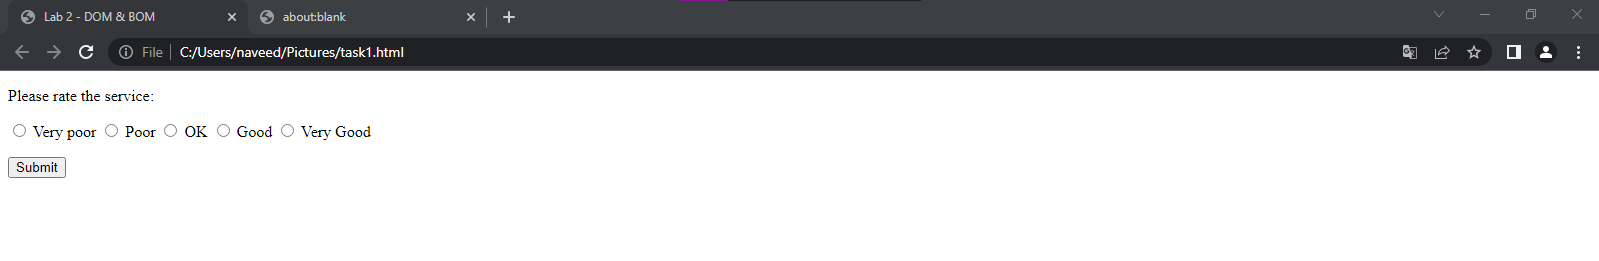 Lab 2 - DOM & BOM
about:blank
File C:/Users/naveed/Pictures/task1.html
Please rate the service:
Very poor Poor OK Good Very Good
Submit